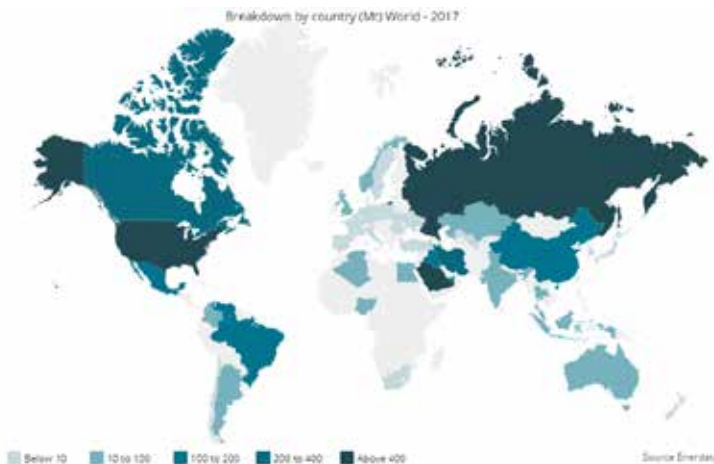 Breakdown by country (Mt) World - 2017
Below 10
10 to 100
100 to 200
200 to 400
Above 400
Source Enerdata